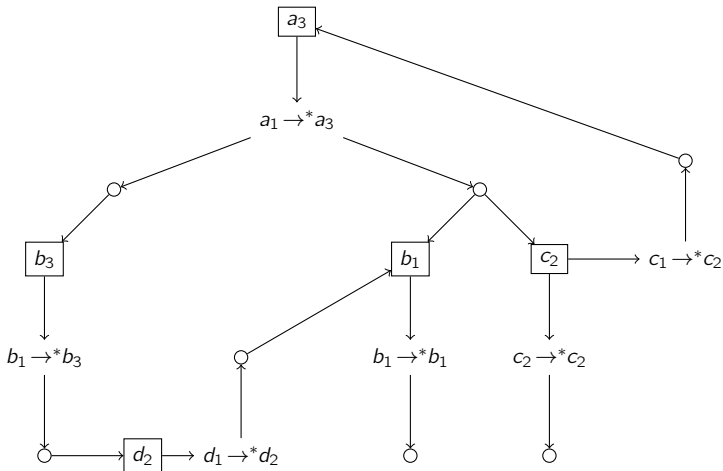 a₃
a₁ →* a₃
b₃ b₁ c₂ c₁ →* c₂
b₁ →* b₃ b₁ →* b₁ c₂ →* c₂
d₂ d₁ →* d₂